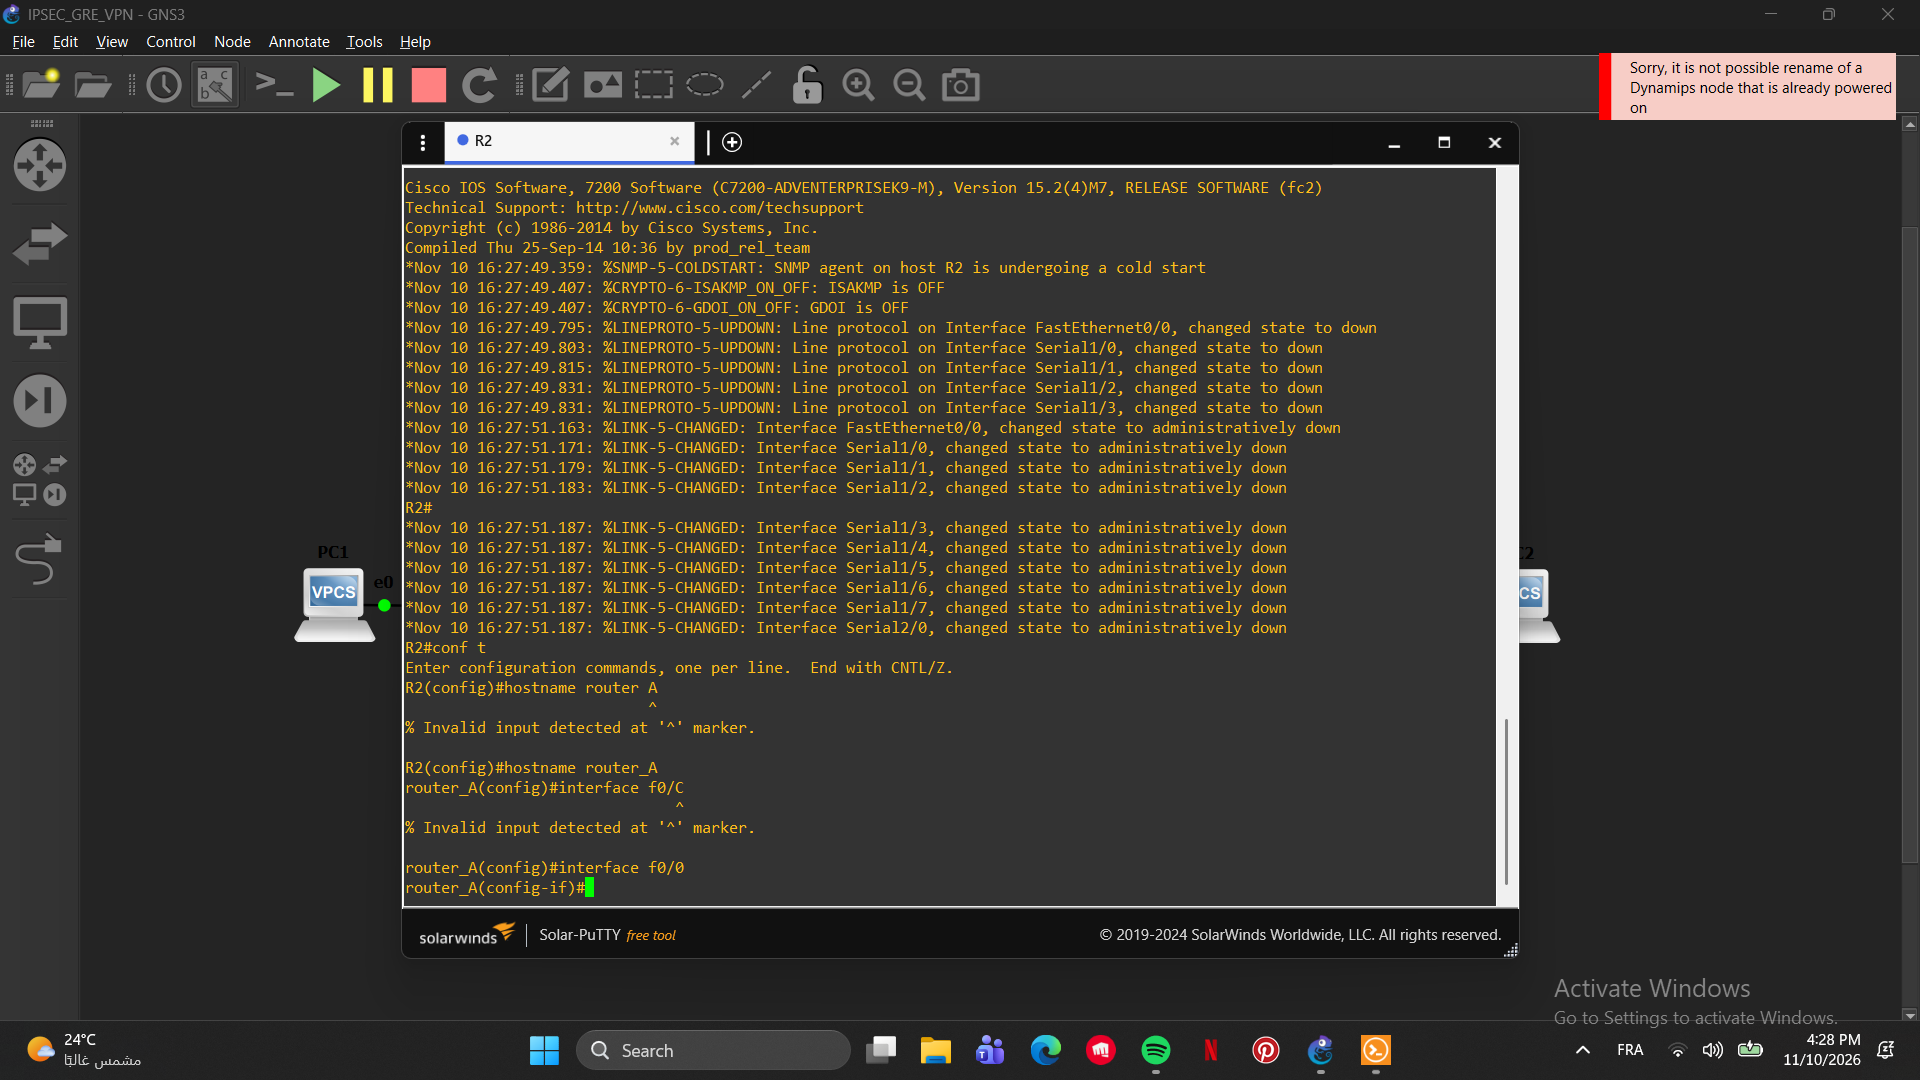 IPSEC_GRE_VPN - GNS3
File Edit View Control Node Annotate Tools Help
Sorry, it is not possible rename of a
Dynamips node that is already powered
on
R2
Cisco IOS Software, 7200 Software (C7200-ADVENTERPRISEK9-M), Version 15.2(4)M7, RELEASE SOFTWARE (fc2)
Technical Support: http://www.cisco.com/techsupport
Copyright (c) 1986-2014 by Cisco Systems, Inc.
Compiled Thu 25-Sep-14 10:36 by prod_rel_team
*Nov 10 16:27:49.359: %SNMP-5-COLDSTART: SNMP agent on host R2 is undergoing a cold start
*Nov 10 16:27:49.407: %CRYPTO-6-ISAKMP_ON_OFF: ISAKMP is OFF
*Nov 10 16:27:49.407: %CRYPTO-6-GDOI_ON_OFF: GDOI is OFF
*Nov 10 16:27:49.795: %LINEPROTO-5-UPDOWN: Line protocol on Interface FastEthernet0/0, changed state to down
*Nov 10 16:27:49.803: %LINEPROTO-5-UPDOWN: Line protocol on Interface Serial1/0, changed state to down
*Nov 10 16:27:49.815: %LINEPROTO-5-UPDOWN: Line protocol on Interface Serial1/1, changed state to down
*Nov 10 16:27:49.831: %LINEPROTO-5-UPDOWN: Line protocol on Interface Serial1/2, changed state to down
*Nov 10 16:27:49.831: %LINEPROTO-5-UPDOWN: Line protocol on Interface Serial1/3, changed state to down
*Nov 10 16:27:51.163: %LINK-5-CHANGED: Interface FastEthernet0/0, changed state to administratively down
*Nov 10 16:27:51.171: %LINK-5-CHANGED: Interface Serial1/0, changed state to administratively down
*Nov 10 16:27:51.179: %LINK-5-CHANGED: Interface Serial1/1, changed state to administratively down
*Nov 10 16:27:51.183: %LINK-5-CHANGED: Interface Serial1/2, changed state to administratively down
R2#
*Nov 10 16:27:51.187: %LINK-5-CHANGED: Interface Serial1/3, changed state to administratively down
*Nov 10 16:27:51.187: %LINK-5-CHANGED: Interface Serial1/4, changed state to administratively down
*Nov 10 16:27:51.187: %LINK-5-CHANGED: Interface Serial1/5, changed state to administratively down
*Nov 10 16:27:51.187: %LINK-5-CHANGED: Interface Serial1/6, changed state to administratively down
*Nov 10 16:27:51.187: %LINK-5-CHANGED: Interface Serial1/7, changed state to administratively down
*Nov 10 16:27:51.187: %LINK-5-CHANGED: Interface Serial2/0, changed state to administratively down
R2#conf t
Enter configuration commands, one per line.  End with CNTL/Z.
R2(config)#hostname router A
^
% Invalid input detected at '^' marker.
R2(config)#hostname router_A
router_A(config)#interface f0/C
^
% Invalid input detected at '^' marker.
router_A(config)#interface f0/0
router_A(config-if)#
PC1
VPCS
e0
C2
CS
solarwinds
Solar-PuTTY free tool
© 2019-2024 SolarWinds Worldwide, LLC. All rights reserved.
Activate Windows
Go to Settings to activate Windows.
24°C
مشمس غالبًا
Search
FRA
4:28 PM
11/10/2026